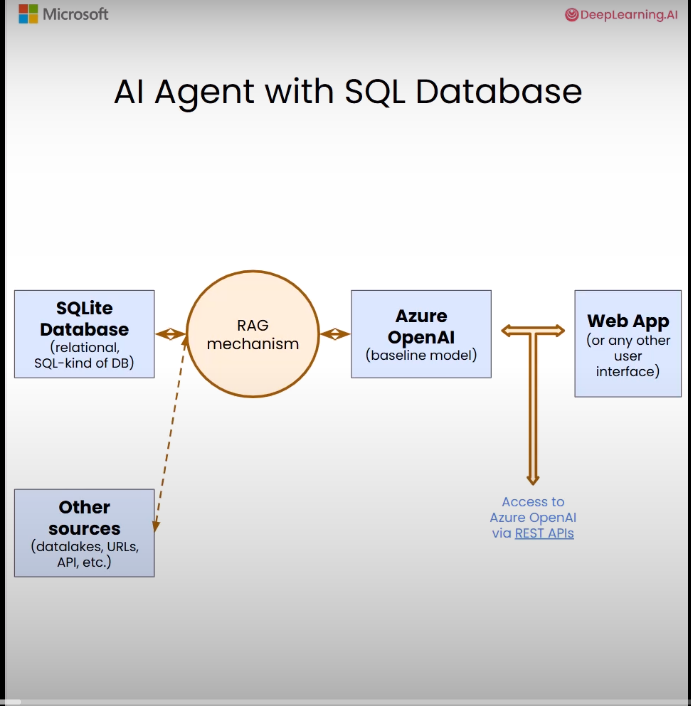 Microsoft
DeepLearning.AI
AI Agent with SQL Database
SQLite
Database
(relational,
SQL-kind of DB)
RAG
mechanism
Azure
OpenAI
(baseline model)
Web App
(or any other
user
interface)
Other
sources
(datalakes, URLs,
API, etc.)
Access to
Azure OpenAI
via REST APIs